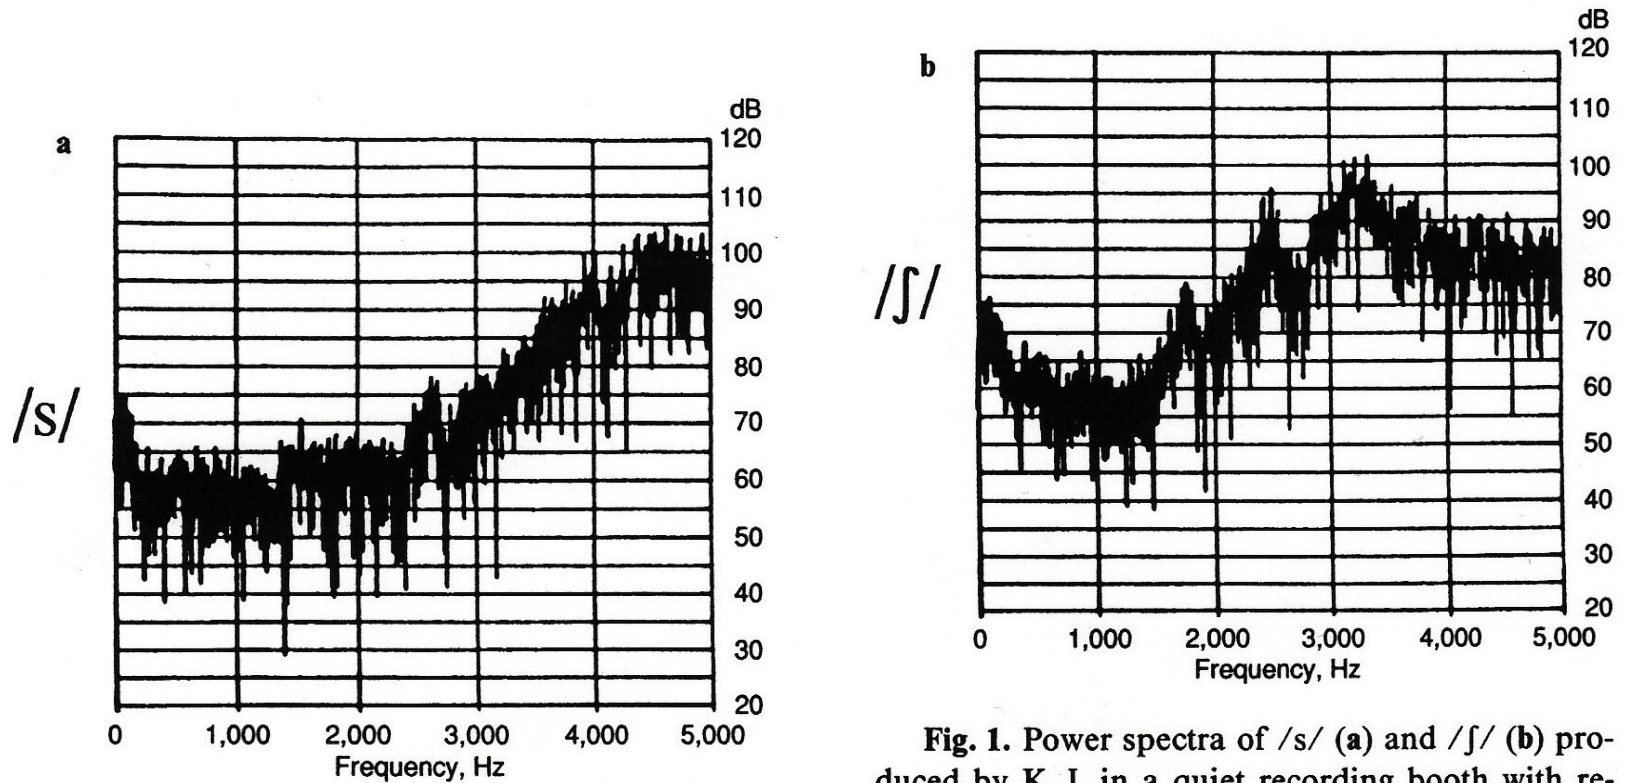 a
dB
120
110
100
90
80
70
60
50
40
30
20
/s/
0 1,000 2,000 3,000 4,000 5,000
Frequency, Hz
b
dB
120
110
100
90
80
70
60
50
40
30
20
/ʃ/
0 1,000 2,000 3,000 4,000 5,000
Frequency, Hz
Fig. 1. Power spectra of /s/ (a) and /ʃ/ (b) pro-
duced by K.J. in a quiet recording booth with re-